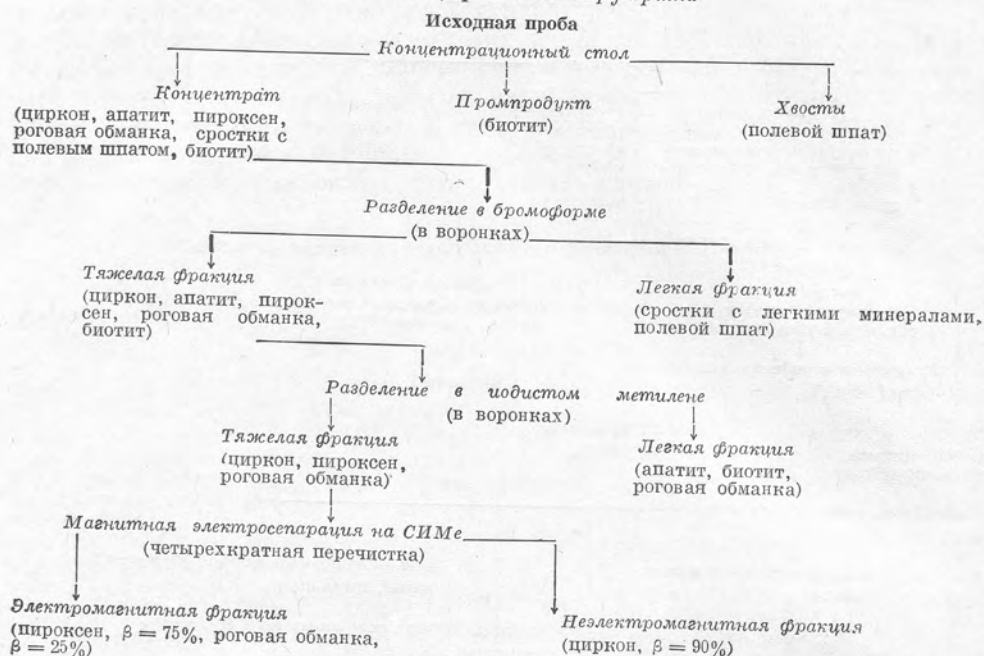 Исходная проба
Концентрационный стол
Концентрат
(циркон, апатит, пироксен,
роговая обманка, сростки с
полевым шпатом, биотит)
Промпродукт
(биотит)
Хвосты
(полевой шпат)
Разделение в бромоформе
(в воронках)
Тяжелая фракция
(циркон, апатит, пирок-
сен, роговая обманка,
биотит)
Легкая фракция
(сростки с легкими минералами,
полевой шпат)
Разделение в иодистом метилене
(в воронках)
Тяжелая фракция
(циркон, пироксен,
роговая обманка)
Легкая фракция
(апатит, биотит,
роговая обманка)
Магнитная электросепарация на СИМе
(четырехкратная перечистка)
Электромагнитная фракция
(пироксен, β = 75%, роговая обманка,
β = 25%)
Неэлектромагнитная фракция
(циркон, β = 90%)